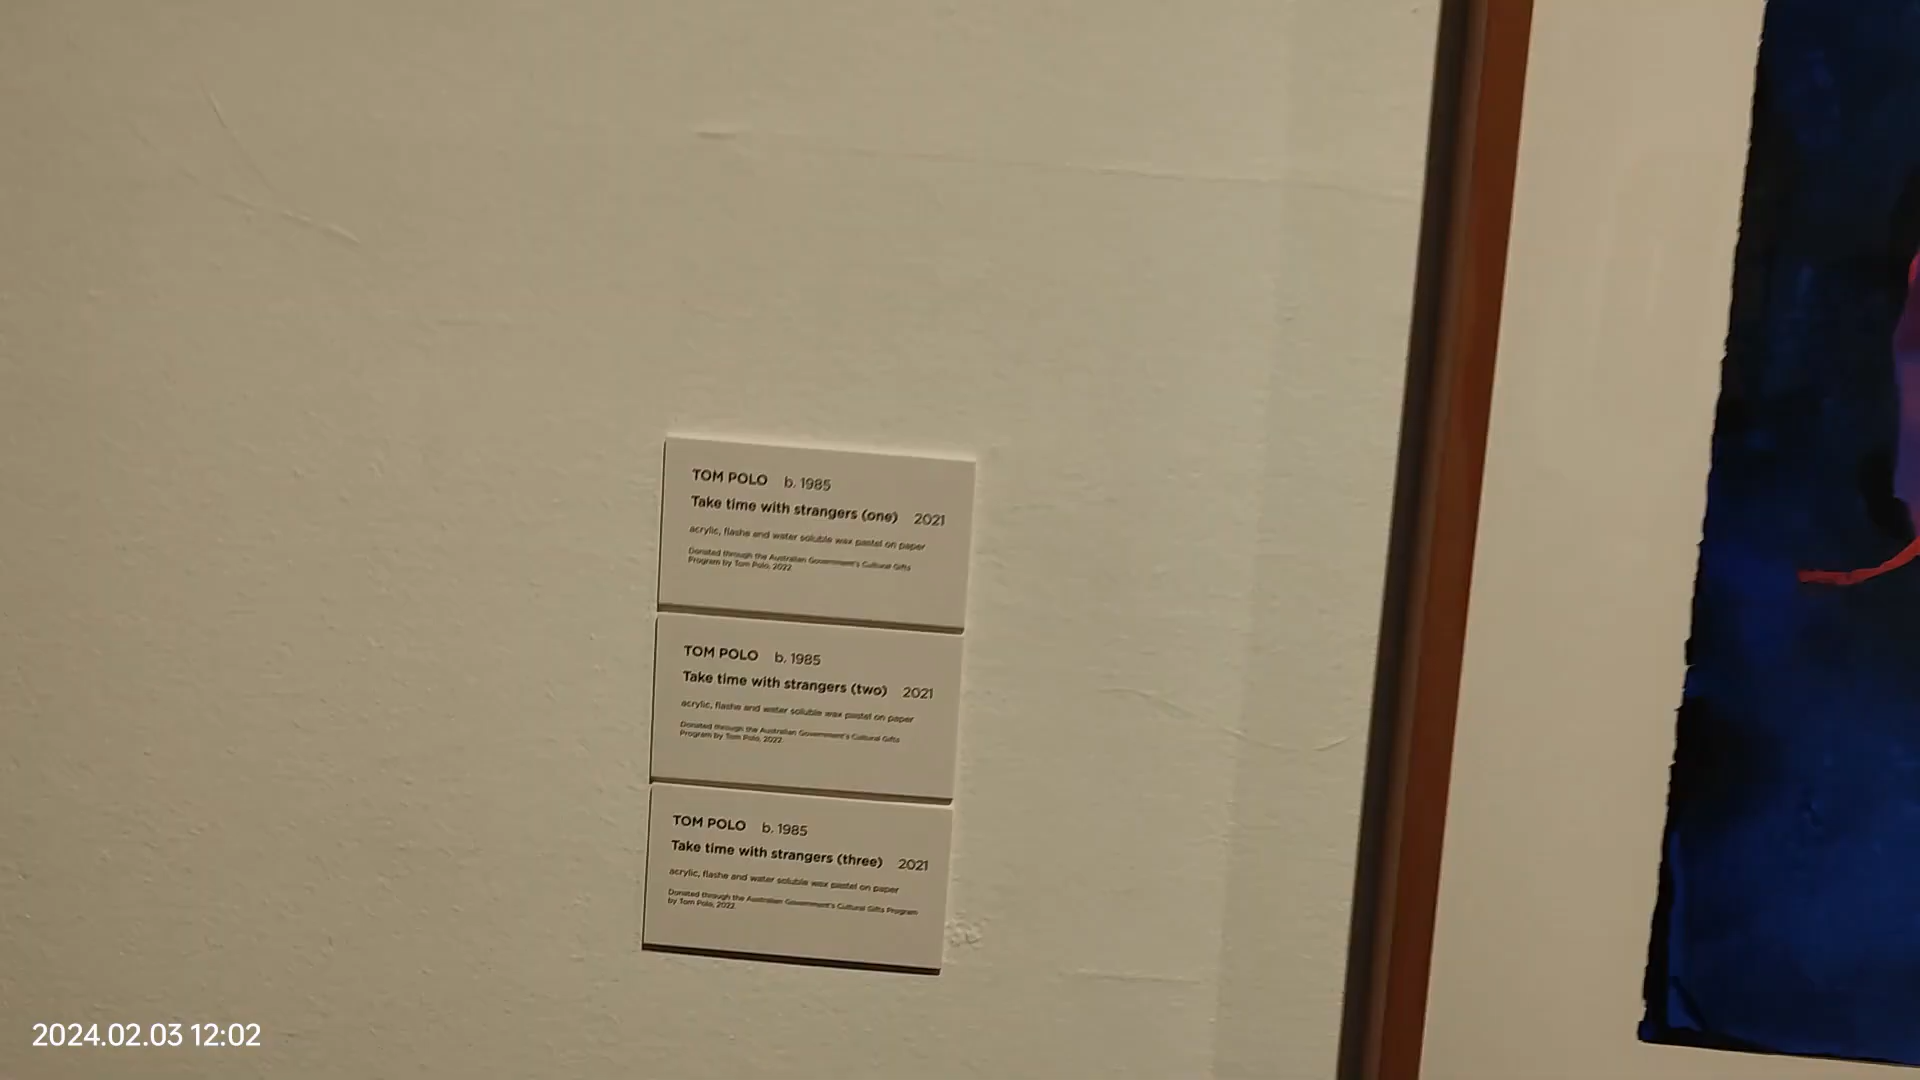 TOM POLO b. 1985
Take time with strangers (one) 2021
acrylic, flashe and water soluble wax pastel on paper
Donated through the Australian Government's Cultural Gifts
Program by Tom Polo, 2022
TOM POLO b. 1985
Take time with strangers (two) 2021
acrylic, flashe and water soluble wax pastel on paper
Donated through the Australian Government's Cultural Gifts
Program by Tom Polo, 2022
TOM POLO b. 1985
Take time with strangers (three) 2021
acrylic, flashe and water soluble wax pastel on paper
Donated through the Australian Government's Cultural Gifts Program
by Tom Polo, 2022
2024.02.03 12:02